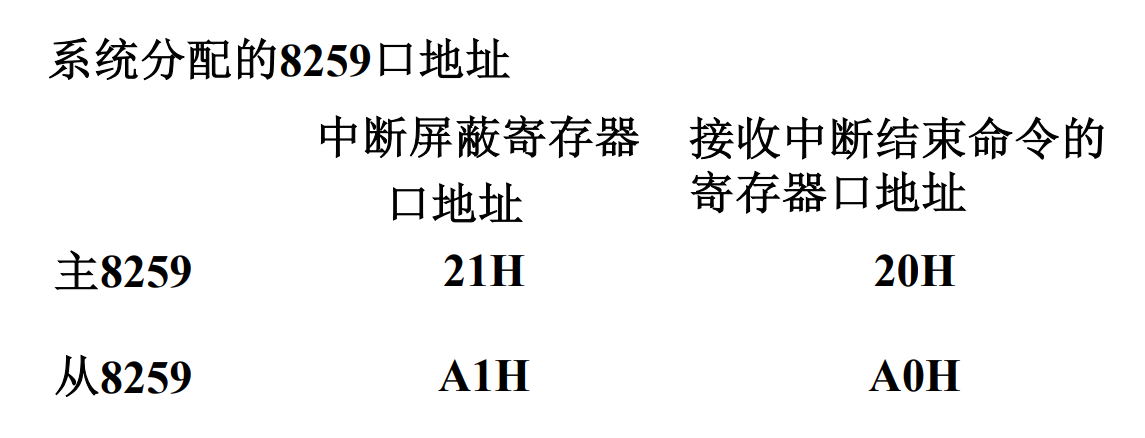 系统分配的8259口地址
中断屏蔽寄存器 接收中断结束命令的
口地址 寄存器口地址
主8259 21H 20H
从8259 A1H A0H